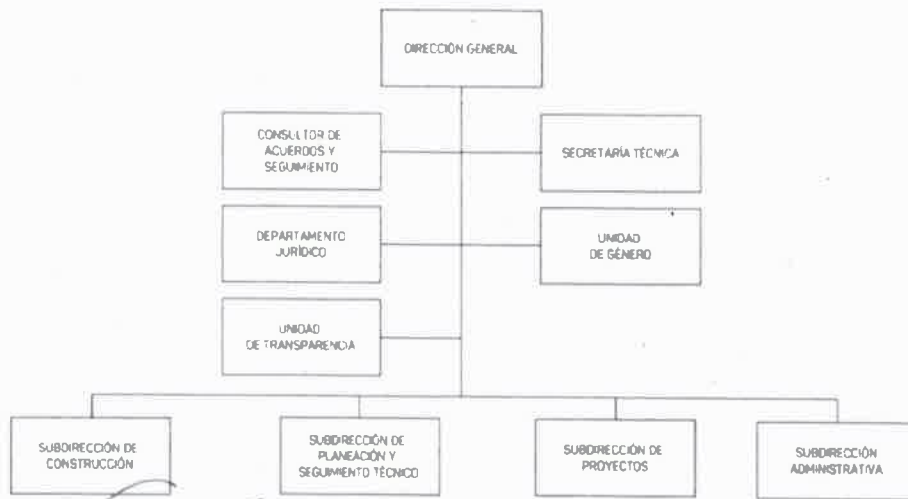 DIRECCIÓN GENERAL
CONSULTOR DE
ACUERDOS Y
SEGUIMIENTO
SECRETARÍA TÉCNICA
DEPARTAMENTO
JURÍDICO
UNIDAD
DE GÉNERO
UNIDAD
DE TRANSPARENCIA
SUBDIRECCIÓN DE
CONSTRUCCIÓN
SUBDIRECCIÓN DE
PLANEACIÓN Y
SEGUIMIENTO TÉCNICO
SUBDIRECCIÓN DE
PROYECTOS
SUBDIRECCIÓN
ADMINISTRATIVA